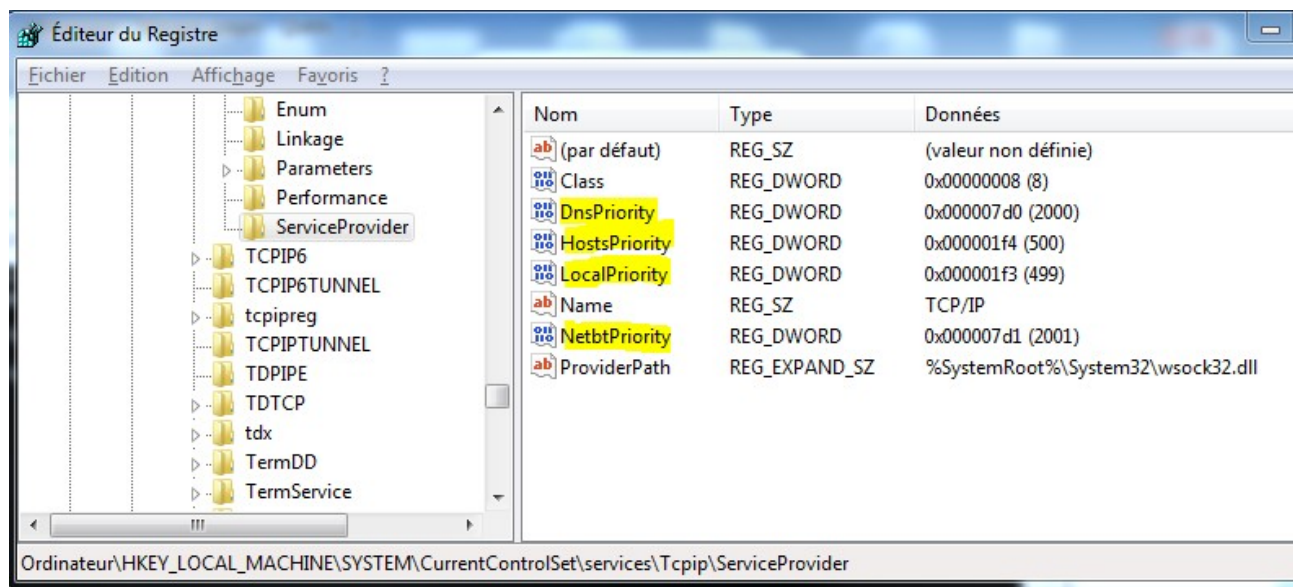 Éditeur du Registre
Fichier Edition Affichage Favoris ?
Enum
Linkage
Parameters
Performance
ServiceProvider
TCPIP6
TCPIP6TUNNEL
tcpipreg
TCPIPTUNNEL
TDPIPE
TDTCP
tdx
TermDD
TermService
Nom Type Données
(par défaut) REG_SZ (valeur non définie)
Class REG_DWORD 0x00000008 (8)
DnsPriority REG_DWORD 0x000007d0 (2000)
HostsPriority REG_DWORD 0x000001f4 (500)
LocalPriority REG_DWORD 0x000001f3 (499)
Name REG_SZ TCP/IP
NetbtPriority REG_DWORD 0x000007d1 (2001)
ProviderPath REG_EXPAND_SZ %SystemRoot%\System32\wsock32.dll
Ordinateur\HKEY_LOCAL_MACHINE\SYSTEM\CurrentControlSet\services\Tcpip\ServiceProvider